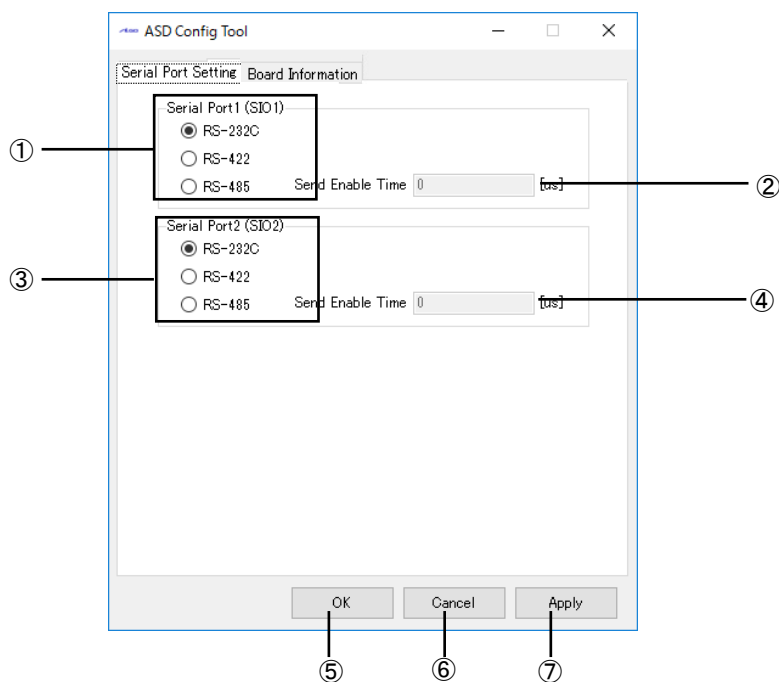 ASD Config Tool
Serial Port Setting Board Information
Serial Port1 (SIO1)
RS-232C
① RS-422
RS-485 Send Enable Time 0 [us] ②
Serial Port2 (SIO2)
RS-232C
③ RS-422
RS-485 Send Enable Time 0 [us] ④
OK Cancel Apply
⑤ ⑥ ⑦